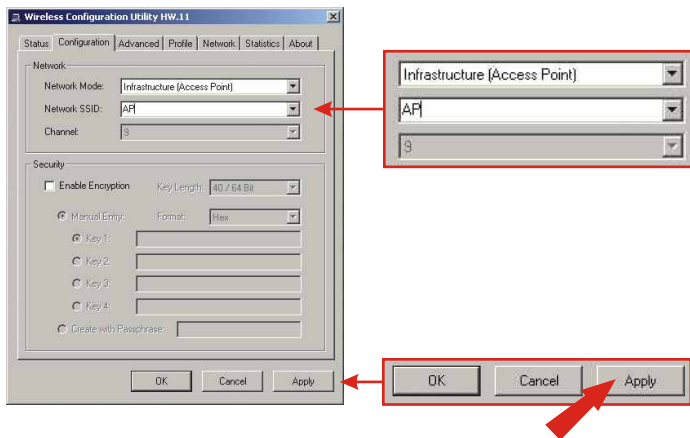 Wireless Configuration Utility HW.11
Status Configuration Advanced Profile Network Statistics About
Network
Network Mode: Infrastructure (Access Point)
Network SSID: AP
Channel: 9
Security
Enable Encryption Key Length: 40 / 64 Bit
Manual Entry: Format: Hex
Key 1:
Key 2:
Key 3:
Key 4:
Create with Passphrase:
OK Cancel Apply
Infrastructure (Access Point)
AP
9
OK Cancel Apply